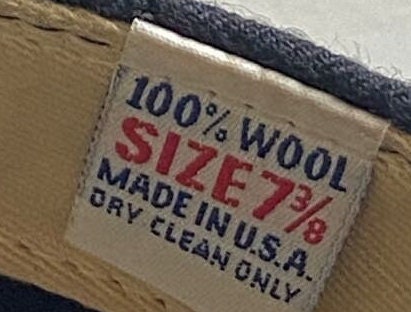 100% WOOL
SIZE 7⅜
MADE IN U.S.A.
DRY CLEAN ONLY